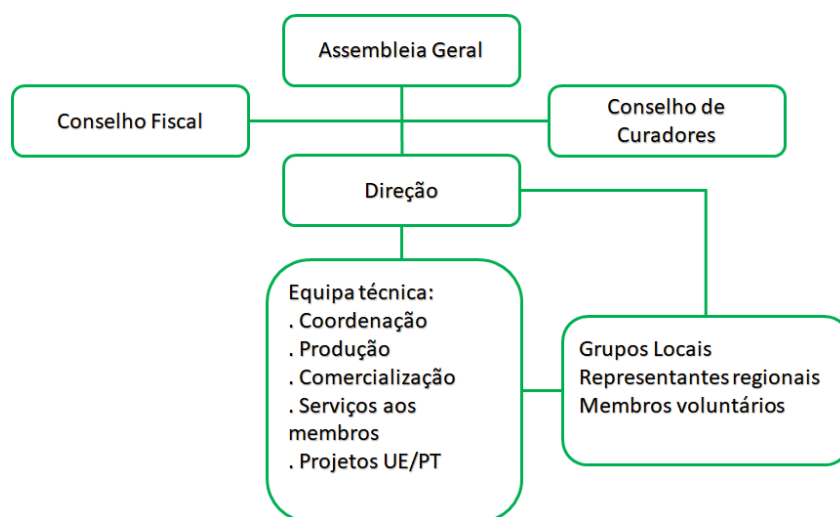 Assembleia Geral
Conselho Fiscal
Conselho de
Curadores
Direção
Equipa técnica:
. Coordenação
. Produção
. Comercialização
. Serviços aos
membros
. Projetos UE/PT
Grupos Locais
Representantes regionais
Membros voluntários